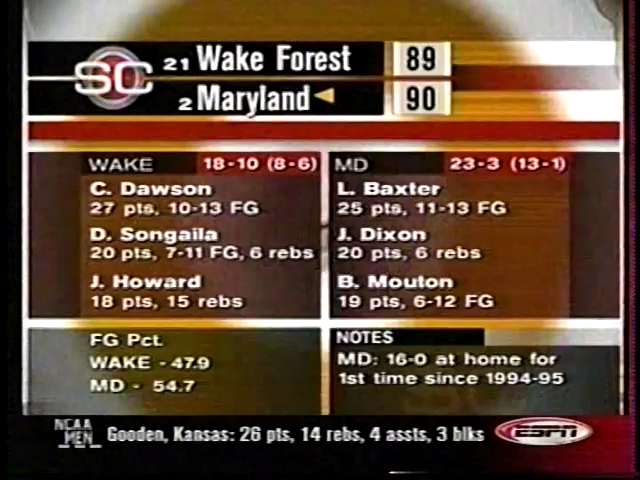 SC
21 Wake Forest 89
2 Maryland 90
WAKE 18-10 (8-6)
C. Dawson
27 pts, 10-13 FG
D. Songaila
20 pts, 7-11 FG, 6 rebs
J. Howard
18 pts, 15 rebs
MD 23-3 (13-1)
L. Baxter
25 pts, 11-13 FG
J. Dixon
20 pts, 6 rebs
B. Mouton
19 pts, 6-12 FG
FG Pct.
WAKE - 47.9
MD - 54.7
NOTES
MD: 16-0 at home for
1st time since 1994-95
NCAA
MEN
Gooden, Kansas: 26 pts, 14 rebs, 4 assts, 3 blks
ESPN